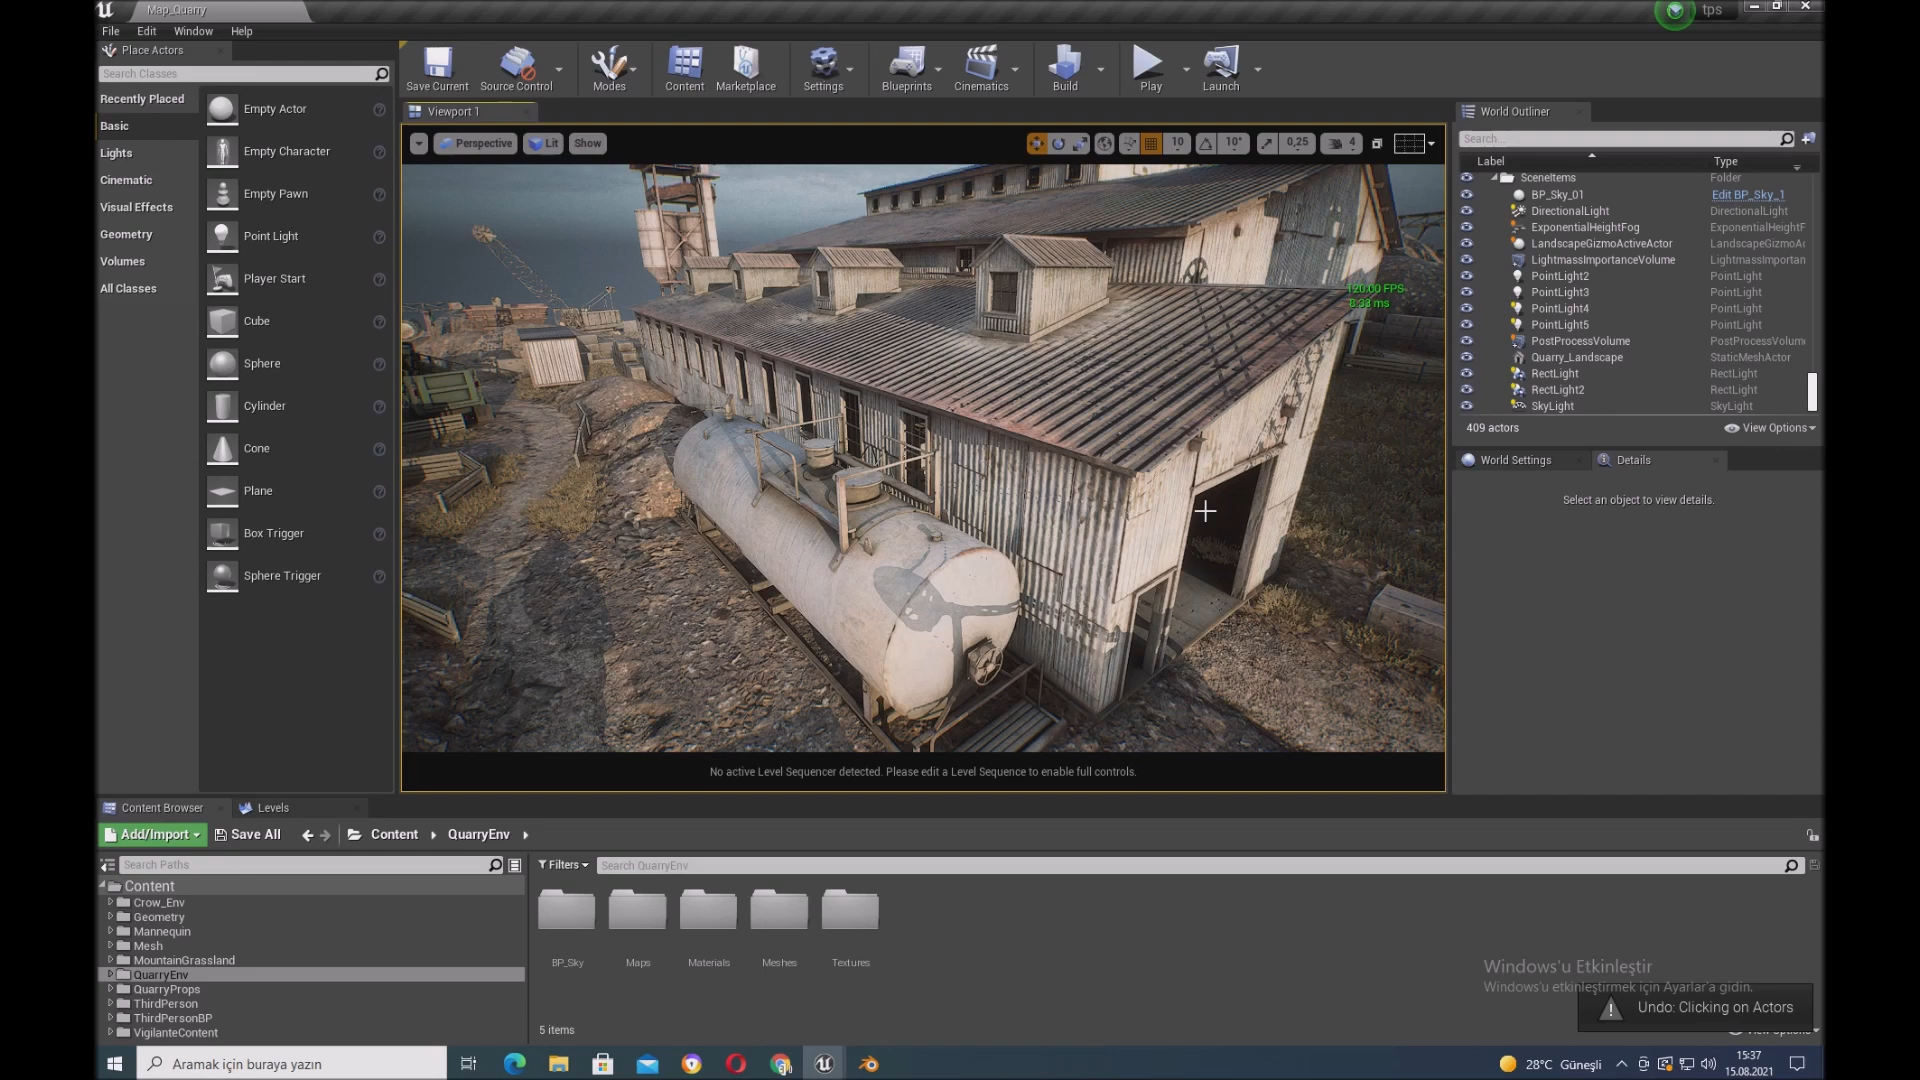 Map_Quarry
tps
File Edit Window Help
Place Actors
Search Classes
Recently Placed
Basic
Lights
Cinematic
Visual Effects
Geometry
Volumes
All Classes
Empty Actor
Empty Character
Empty Pawn
Point Light
Player Start
Cube
Sphere
Cylinder
Cone
Plane
Box Trigger
Sphere Trigger
Save Current Source Control Modes Content Marketplace Settings Blueprints Cinematics Build Play Launch
Viewport 1
Perspective Lit Show 10 10° 0,25 4
120.00 FPS
8.33 ms
No active Level Sequencer detected. Please edit a Level Sequence to enable full controls.
World Outliner
Search...
Label Type
SceneItems Folder
BP_Sky_01 Edit BP_Sky_1
DirectionalLight DirectionalLight
ExponentialHeightFog ExponentialHeightF
LandscapeGizmoActiveActor LandscapeGizmoAc
LightmassImportanceVolume LightmassImportan
PointLight2 PointLight
PointLight3 PointLight
PointLight4 PointLight
PointLight5 PointLight
PostProcessVolume PostProcessVolum
Quarry_Landscape StaticMeshActor
RectLight RectLight
RectLight2 RectLight
SkyLight SkyLight
409 actors View Options
World Settings Details
Select an object to view details.
Content Browser Levels
Add/Import Save All Content QuarryEnv
Search Paths
Content
Crow_Env
Geometry
Mannequin
Mesh
MountainGrassland
QuarryEnv
QuarryProps
ThirdPerson
ThirdPersonBP
VigilanteContent
Filters Search QuarryEnv
BP_Sky Maps Materials Meshes Textures
5 items
Windows'u Etkinleştir
Windows'u etkinleştirmek için Ayarlar'a gidin.
Undo: Clicking on Actors
View Options
Aramak için buraya yazın
28°C Güneşli
15:37
15.08.2021